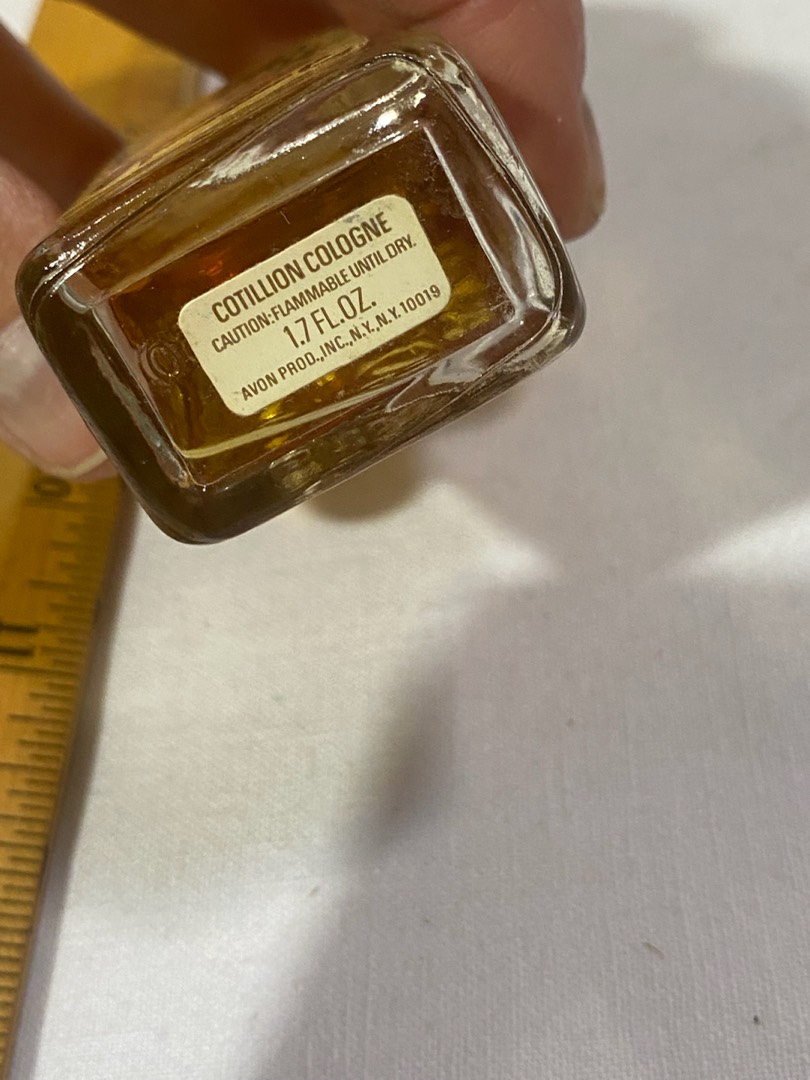 COTILLION COLOGNE
CAUTION:FLAMMABLE UNTIL DRY.
1.7 FL.OZ.
AVON PROD.,INC.,N.Y.,N.Y.10019